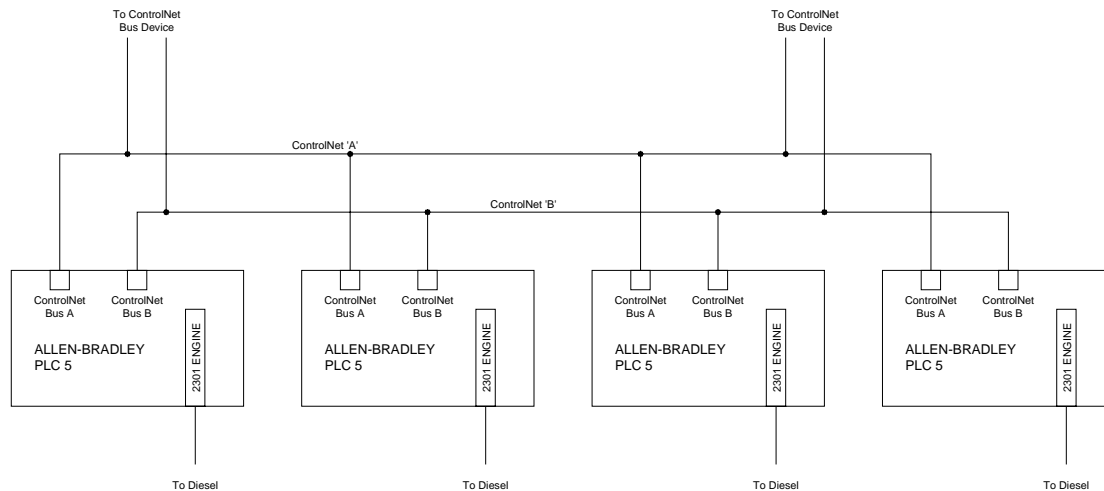 To ControlNet
Bus Device
To ControlNet
Bus Device
ControlNet 'A'
ControlNet 'B'
ControlNet
Bus A
ControlNet
Bus B
2301 ENGINE
ALLEN-BRADLEY
PLC 5
To Diesel
ControlNet
Bus A
ControlNet
Bus B
2301 ENGINE
ALLEN-BRADLEY
PLC 5
To Diesel
ControlNet
Bus A
ControlNet
Bus B
2301 ENGINE
ALLEN-BRADLEY
PLC 5
To Diesel
ControlNet
Bus A
ControlNet
Bus B
2301 ENGINE
ALLEN-BRADLEY
PLC 5
To Diesel